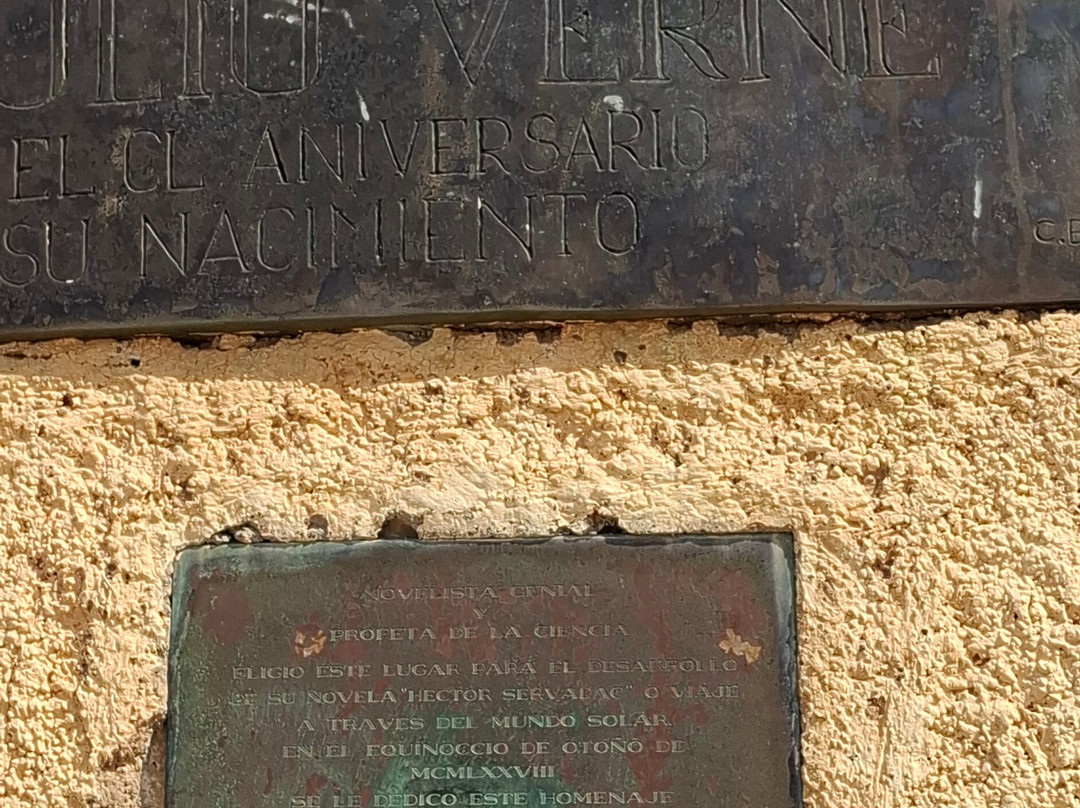 ULIO VERNE
EL CL ANIVERSARIO
SU NACIMIENTO
C.E
NOVELISTA GENIAL
Y
PROFETA DE LA CIENCIA
ELIGIO ESTE LUGAR PARA EL DESARROLLO
DE SU NOVELA "HECTOR SERVADAC" O VIAJE
A TRAVES DEL MUNDO SOLAR.
EN EL EQUINOCCIO DE OTOÑO DE
MCMLXXVIII
SE LE DEDICO ESTE HOMENAJE